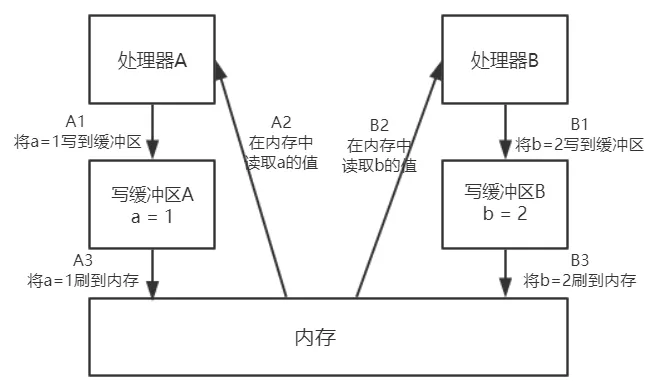 处理器A
处理器B
A1
将a=1写到缓冲区
A2
在内存中
读取a的值
B2
在内存中
读取b的值
B1
将b=2写到缓冲区
写缓冲区A
a = 1
写缓冲区B
b = 2
A3
将a=1刷到内存
B3
将b=2刷到内存
内存